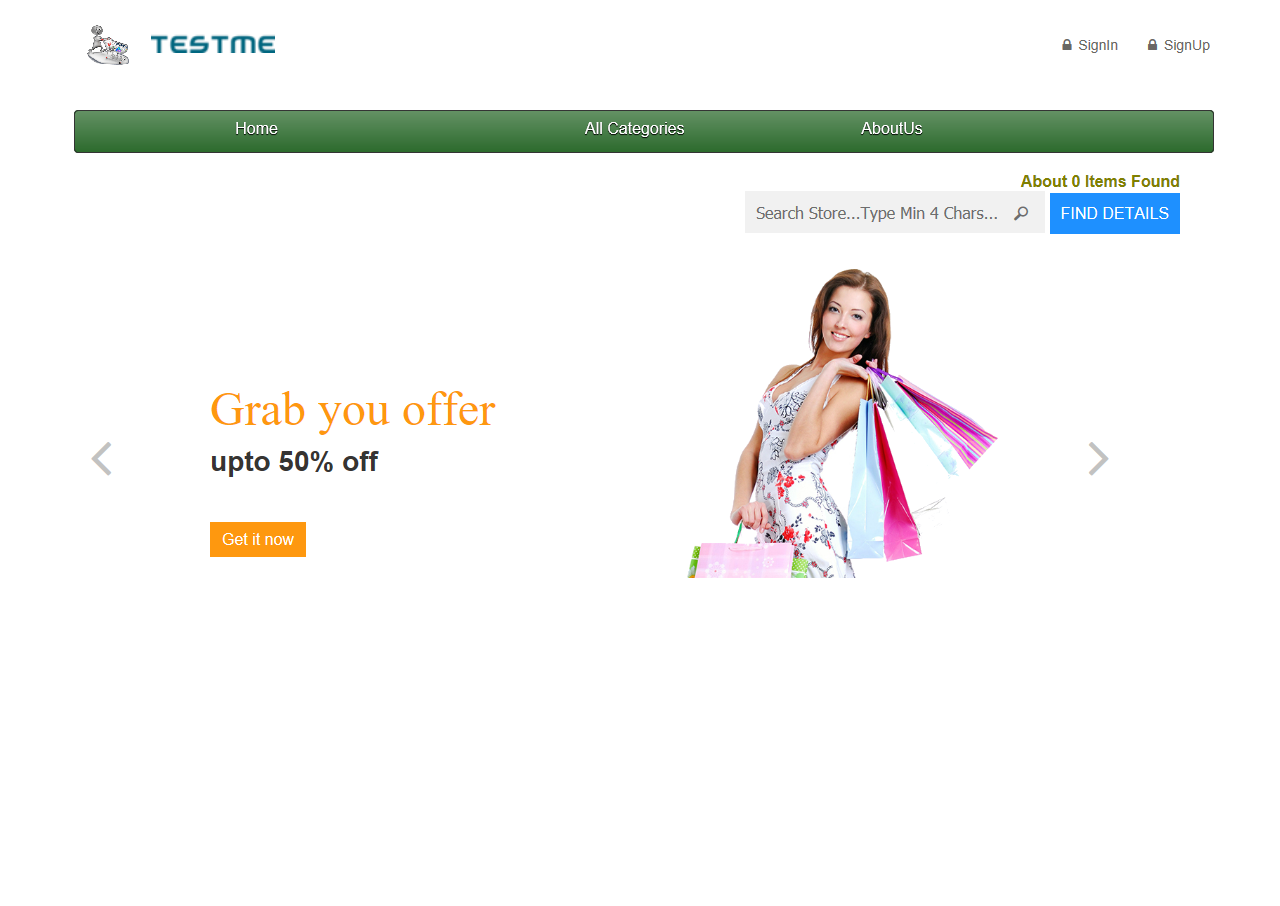 TESTME
SignIn
SignUp
Home
All Categories
AboutUs
About 0 Items Found
Search Store...Type Min 4 Chars...
FIND DETAILS
Grab you offer
upto 50% off
Get it now